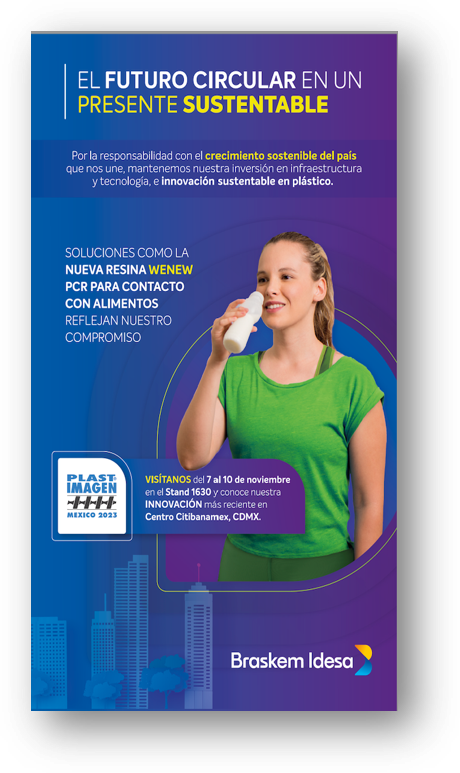 EL FUTURO CIRCULAR EN UN
PRESENTE SUSTENTABLE
Por la responsabilidad con el crecimiento sostenible del país
que nos une, mantenemos nuestra inversión en infraestructura
y tecnología, e innovación sustentable en plástico.
SOLUCIONES COMO LA
NUEVA RESINA WENEW
PCR PARA CONTACTO
CON ALIMENTOS
REFLEJAN NUESTRO
COMPROMISO
PLAST
IMAGEN
MEXICO 2023
VISÍTANOS del 7 al 10 de noviembre
en el Stand 1630 y conoce nuestra
INNOVACIÓN más reciente en
Centro Citibanamex, CDMX.
Braskem Idesa